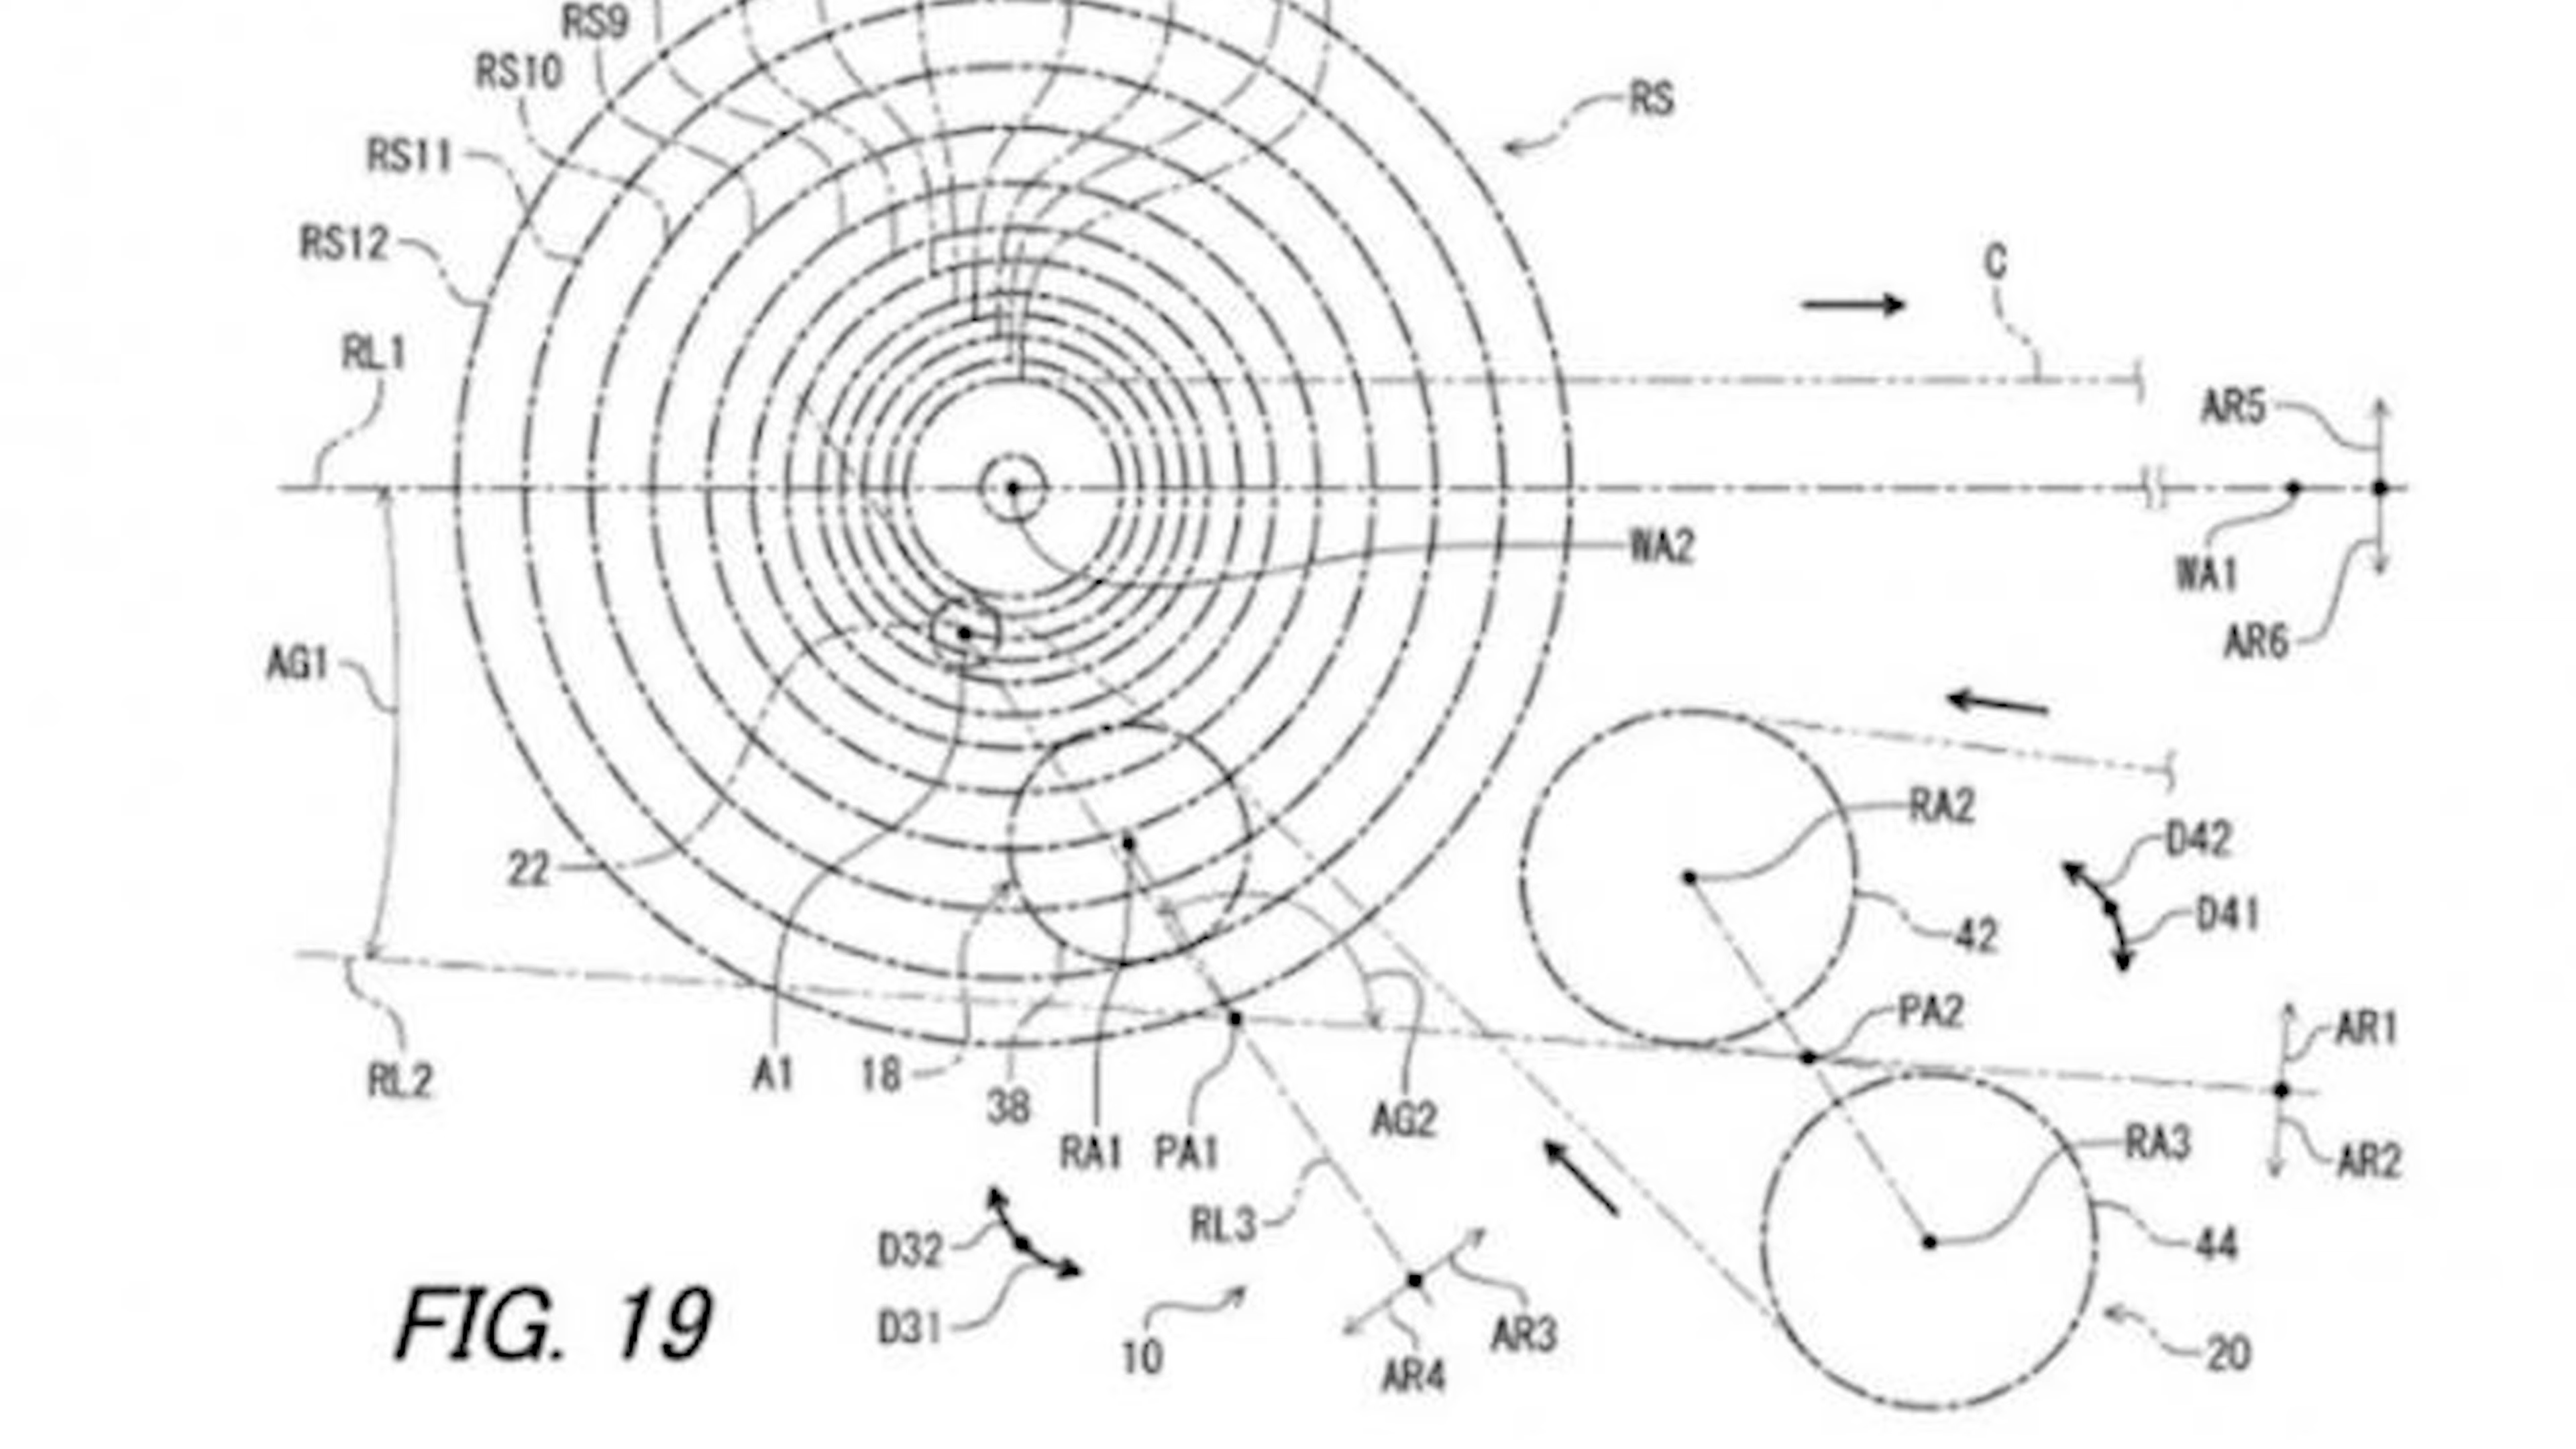 RS9
RS10
RS
RS11
RS12
C
RL1
AR5
WA2
WA1
AR6
AG1
RA2
D42
22
D41
42
PA2
AR1
RL2
A1
18
38
AG2
RA1
PA1
RA3
AR2
RL3
D32
44
D31
10
AR3
AR4
20
FIG. 19